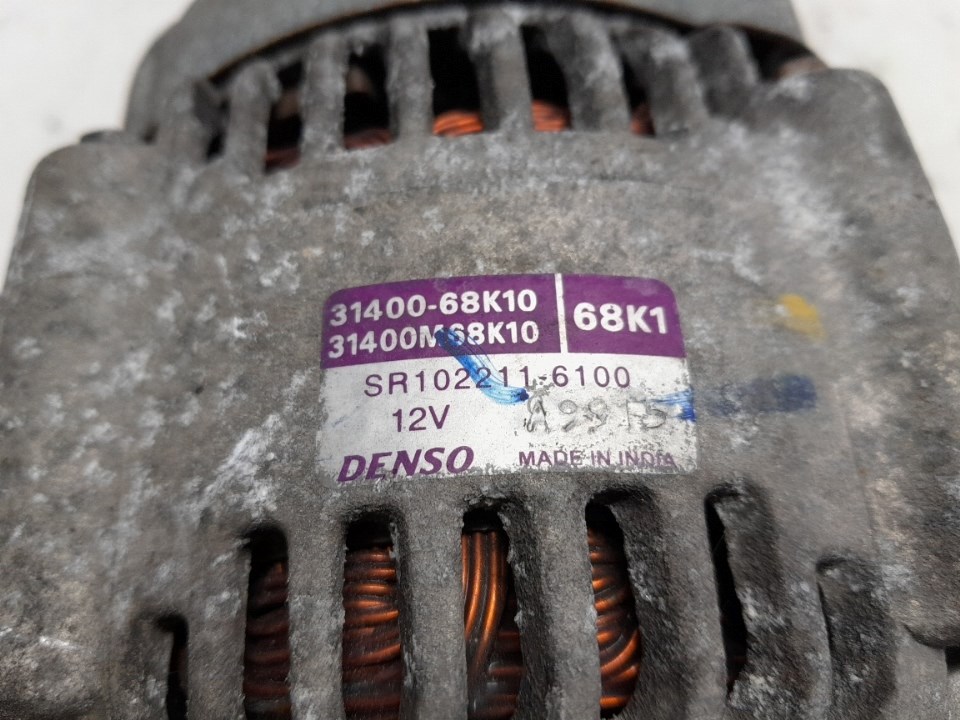 31400-68K10
31400M68K10
68K1
SR102211-6100
12V
DENSO MADE IN INDIA